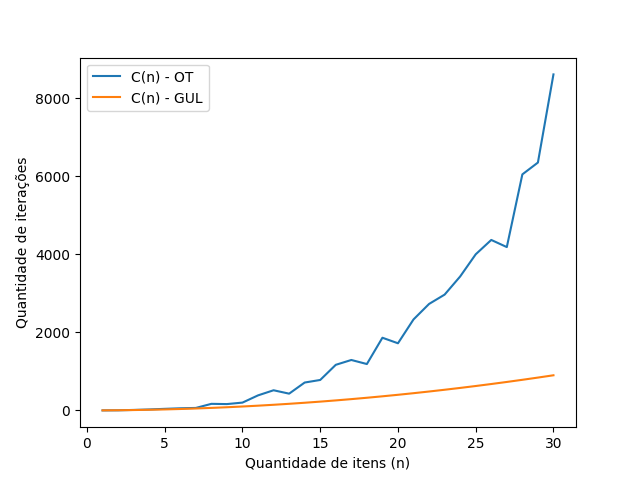 C(n) - OT
C(n) - GUL
8000
6000
4000
2000
0
Quantidade de iterações
0 5 10 15 20 25 30
Quantidade de itens (n)